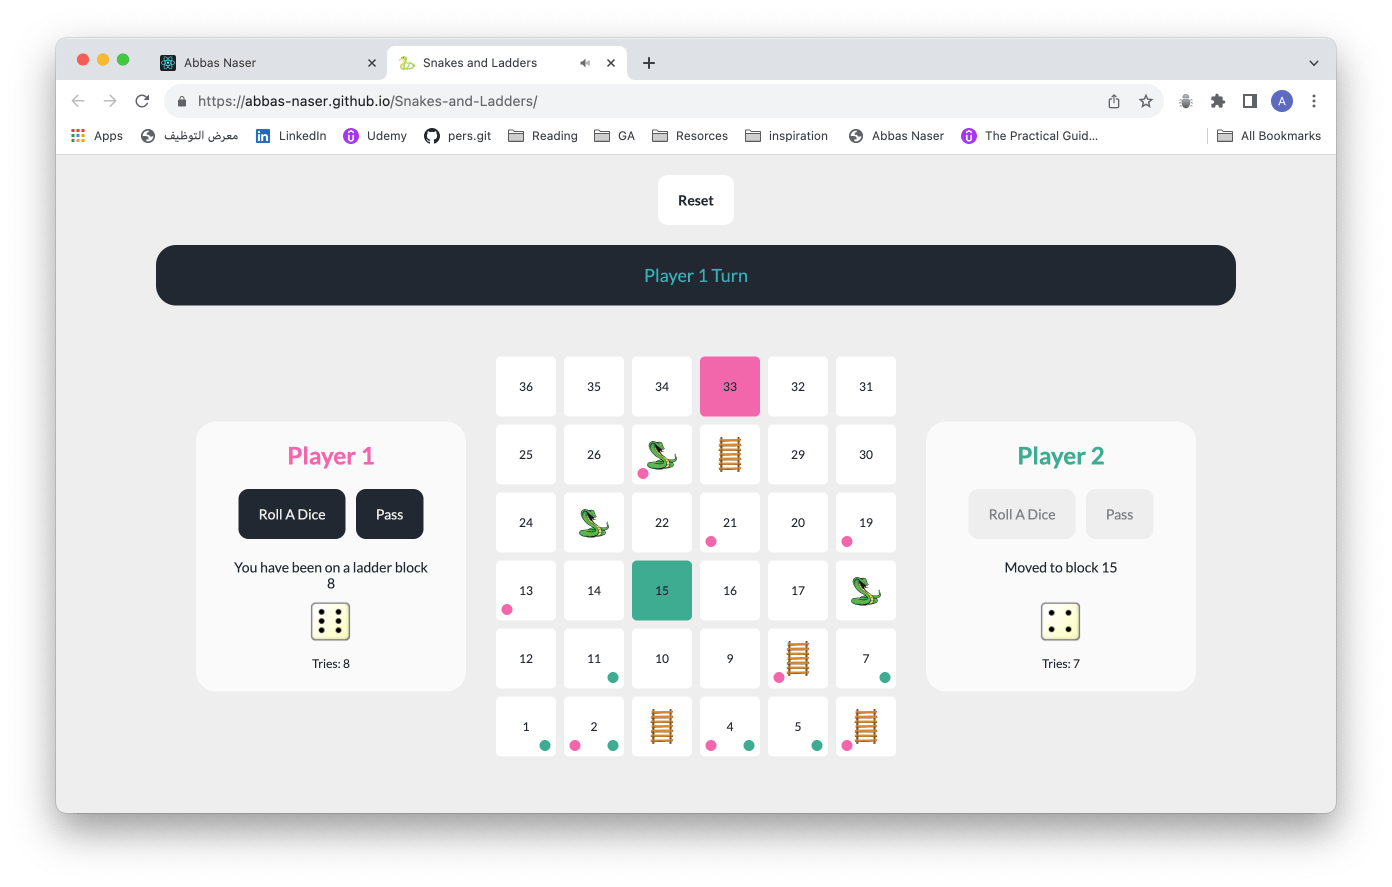 Abbas Naser
Snakes and Ladders
https://abbas-naser.github.io/Snakes-and-Ladders/
A
Apps
معرض التوظيف
LinkedIn
Udemy
pers.git
Reading
GA
Resorces
inspiration
Abbas Naser
The Practical Guid...
All Bookmarks
Reset
Player 1 Turn
Player 1
Roll A Dice
Pass
You have been on a ladder block
8
Tries: 8
36 35 34 33 32 31
25 26 29 30
24 22 21 20 19
13 14 15 16 17
12 11 10 9 7
1 2 4 5
Player 2
Roll A Dice
Pass
Moved to block 15
Tries: 7